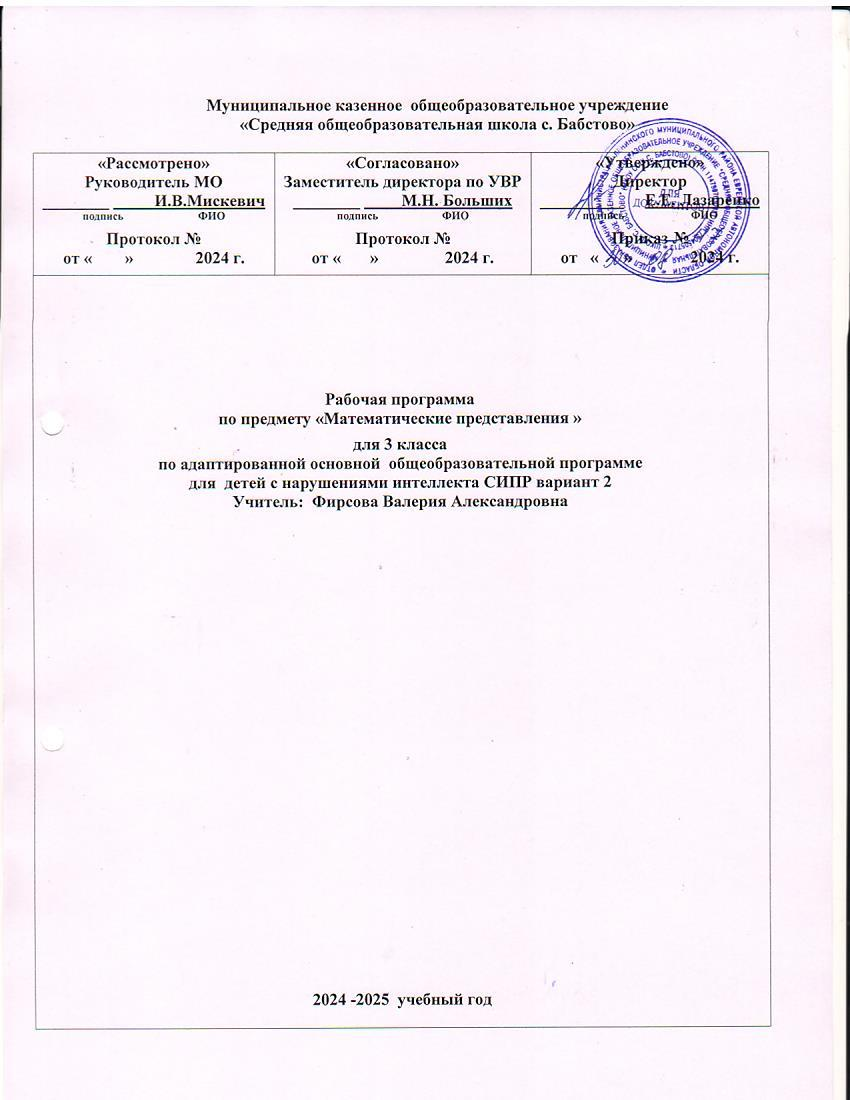 Муниципальное казенное общеобразовательное учреждение
«Средняя общеобразовательная школа с. Бабстово»
«Рассмотрено»
Руководитель МО
И.В.Мискевич
подпись ФИО
Протокол №
от « » 2024 г.
«Согласовано»
Заместитель директора по УВР
М.Н. Больших
подпись ФИО
Протокол №
от « » 2024 г.
«Утверждено»
Директор
Е.Е. Лазаренко
подпись ФИО
Приказ №
от « » 2024 г.
ДЛЯ
Рабочая программа
по предмету «Математические представления »
для 3 класса
по адаптированной основной общеобразовательной программе
для детей с нарушениями интеллекта СИПР вариант 2
Учитель: Фирсова Валерия Александровна
2024 -2025 учебный год